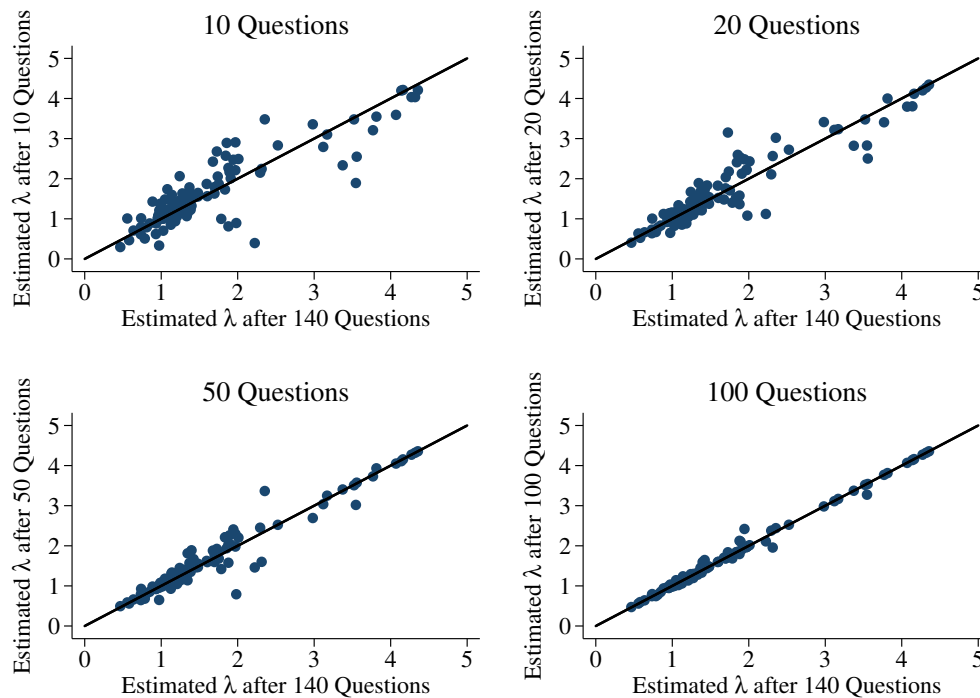 10 Questions
Estimated λ after 10 Questions
5
4
3
2
1
0
0 1 2 3 4 5
Estimated λ after 140 Questions
20 Questions
Estimated λ after 20 Questions
5
4
3
2
1
0
0 1 2 3 4 5
Estimated λ after 140 Questions
50 Questions
Estimated λ after 50 Questions
5
4
3
2
1
0
0 1 2 3 4 5
Estimated λ after 140 Questions
100 Questions
Estimated λ after 100 Questions
5
4
3
2
1
0
0 1 2 3 4 5
Estimated λ after 140 Questions